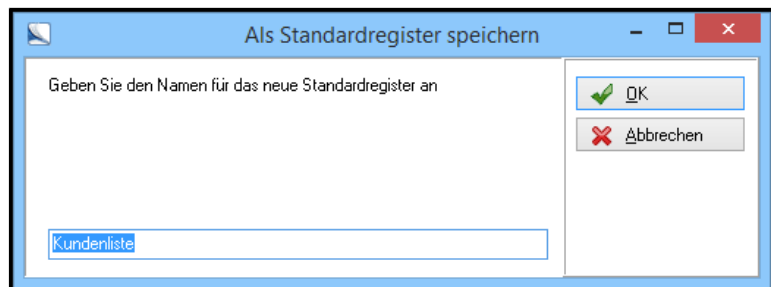 Als Standardregister speichern
Geben Sie den Namen für das neue Standardregister an
OK
Abbrechen
Kundenliste